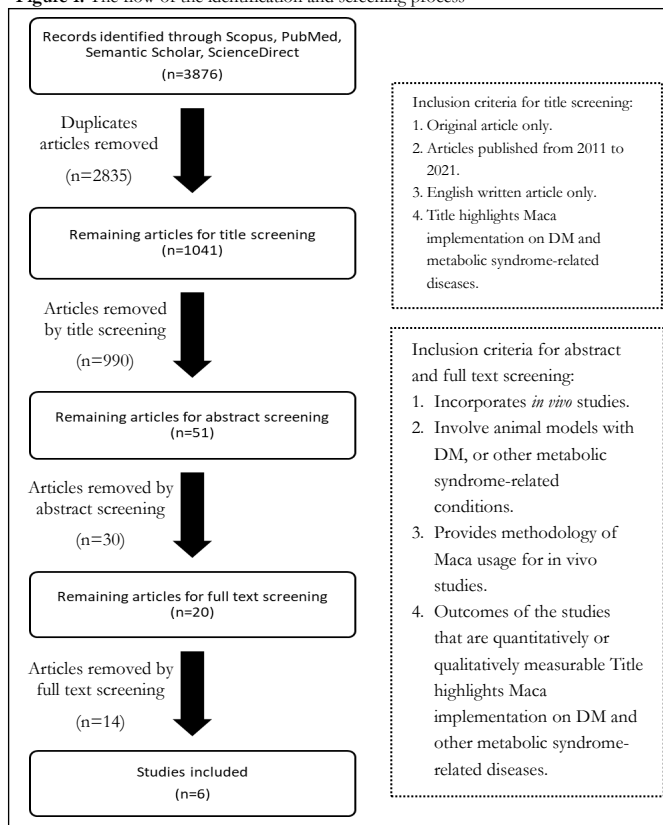 Figure 1. The flow of the identification and screening process
Records identified through Scopus, PubMed,
Semantic Scholar, ScienceDirect
(n=3876)
Duplicates
articles removed
(n=2835)
Remaining articles for title screening
(n=1041)
Articles removed
by title screening
(n=990)
Remaining articles for abstract screening
(n=51)
Articles removed by
abstract screening
(n=30)
Remaining articles for full text screening
(n=20)
Articles removed by
full text screening
(n=14)
Studies included
(n=6)
Inclusion criteria for title screening:
1. Original article only.
2. Articles published from 2011 to
2021.
3. English written article only.
4. Title highlights Maca
implementation on DM and
metabolic syndrome-related
diseases.
Inclusion criteria for abstract
and full text screening:
1. Incorporates in vivo studies.
2. Involve animal models with
DM, or other metabolic
syndrome-related
conditions.
3. Provides methodology of
Maca usage for in vivo
studies.
4. Outcomes of the studies
that are quantitatively or
qualitatively measurable Title
highlights Maca
implementation on DM and
other metabolic syndrome-
related diseases.